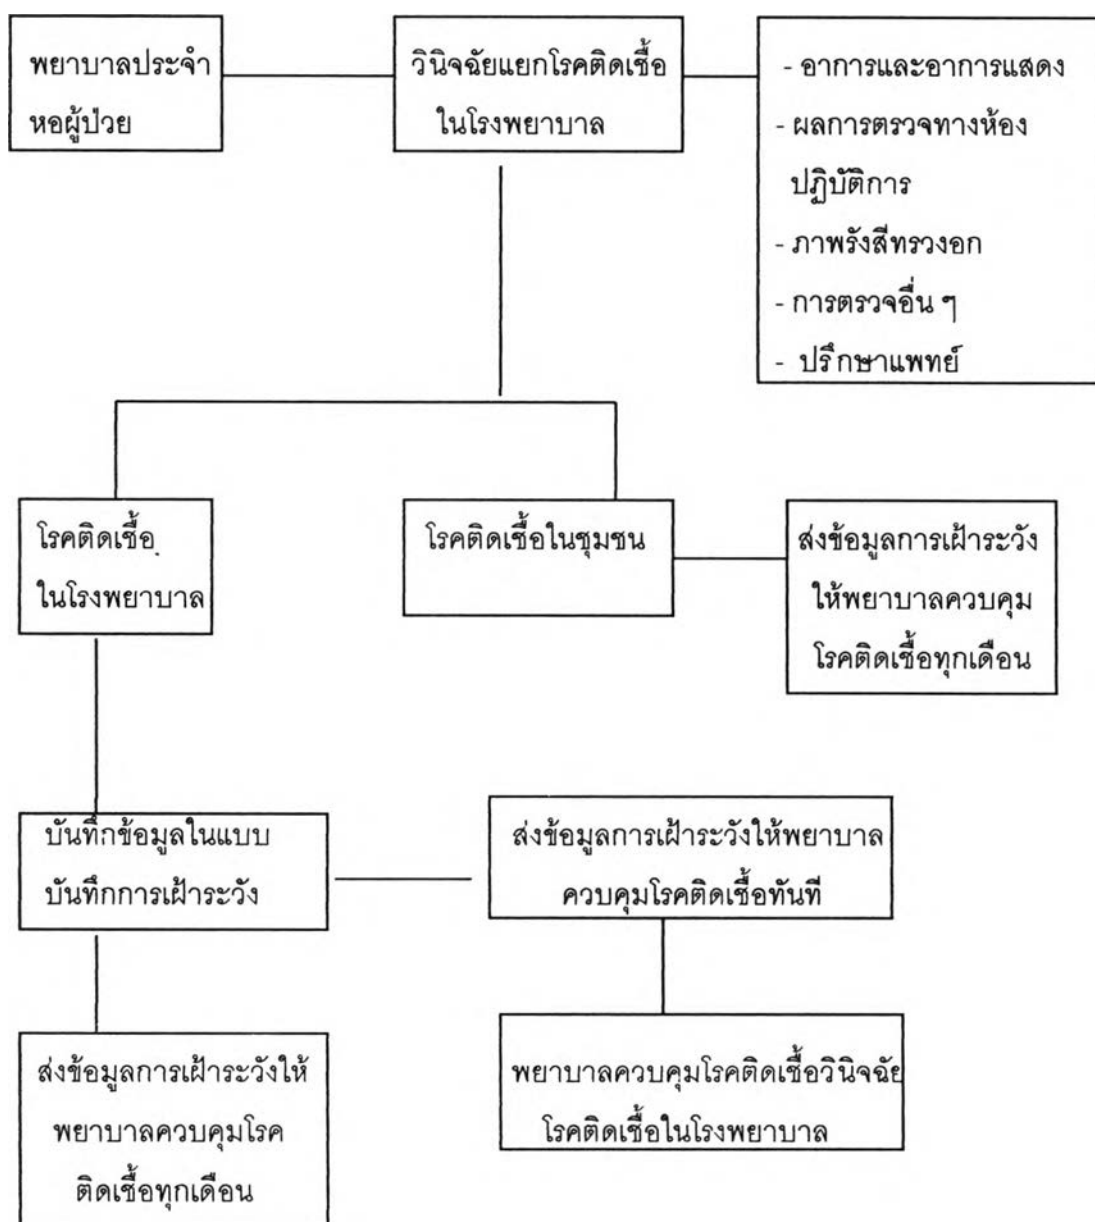 พยาบาลประจำ
หอผู้ป่วย
วินิจฉัยแยกโรคติดเชื้อ
ในโรงพยาบาล
- อาการและอาการแสดง
- ผลการตรวจทางห้อง
ปฏิบัติการ
- ภาพรังสีทรวงอก
- การตรวจอื่น ๆ
- ปรึกษาแพทย์
โรคติดเชื้อ
ในโรงพยาบาล
โรคติดเชื้อในชุมชน
ส่งข้อมูลการเฝ้าระวัง
ให้พยาบาลควบคุม
โรคติดเชื้อทุกเดือน
บันทึกข้อมูลในแบบ
บันทึกการเฝ้าระวัง
ส่งข้อมูลการเฝ้าระวังให้พยาบาล
ควบคุมโรคติดเชื้อทันที
ส่งข้อมูลการเฝ้าระวังให้
พยาบาลควบคุมโรค
ติดเชื้อทุกเดือน
พยาบาลควบคุมโรคติดเชื้อวินิจฉัย
โรคติดเชื้อในโรงพยาบาล